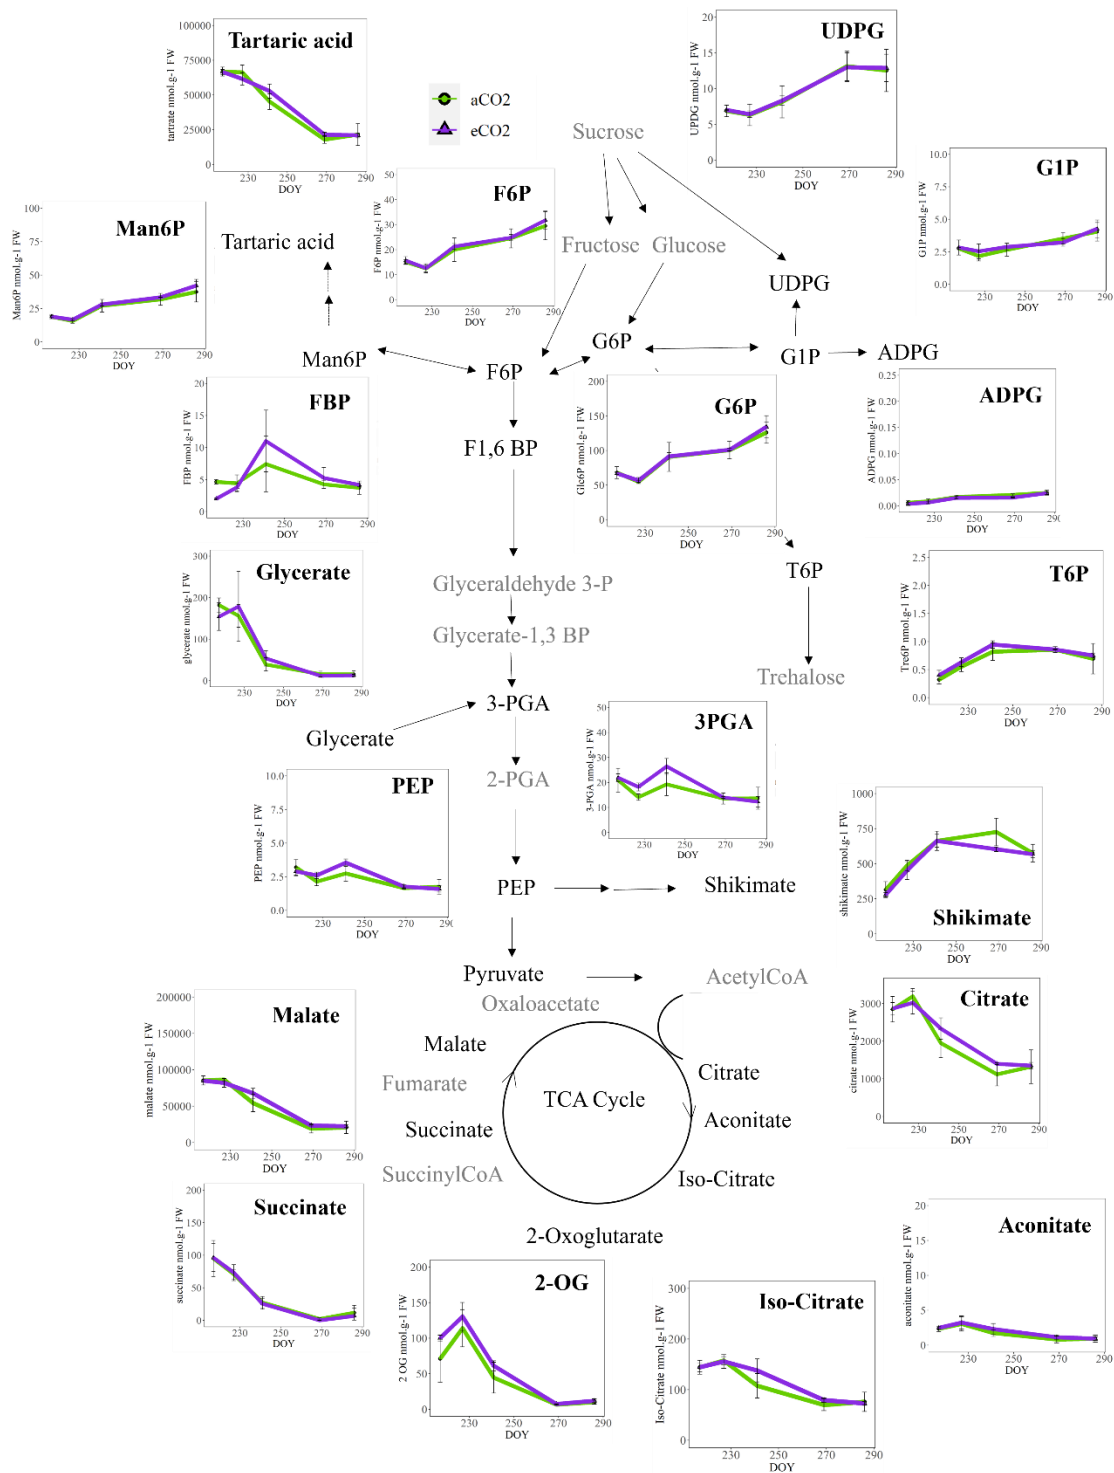 Tartaric acid
tartrate nmol.g-1 FW
100000
75000
50000
25000
0
230 250 270 290
DOY
aCO2
eCO2
UDPG
UPDG nmol.g-1 FW
20
15
10
5
0
230 250 270 290
DOY
Sucrose
G1P
G1P nmol.g-1 FW
10.0
7.5
5.0
2.5
0.0
230 250 270 290
DOY
F6P
F6P nmol.g-1 FW
50
40
30
20
10
0
230 250 270 290
DOY
Man6P
Man6P nmol.g-1 FW
100
75
50
25
0
230 250 270 290
DOY
Tartaric acid
Fructose
Glucose
UDPG
G6P
G1P
ADPG
Man6P
F6P
FBP
FBP nmol.g-1 FW
20
15
10
5
0
230 250 270 290
DOY
F1,6 BP
G6P
Glc6P nmol.g-1 FW
200
150
100
50
0
230 250 270 290
DOY
ADPG
ADPG nmol.g-1 FW
0.25
0.20
0.15
0.10
0.05
0.00
230 250 270 290
DOY
Glycerate
glycerate nmol.g-1 FW
300
200
100
0
230 250 270 290
DOY
Glyceraldehyde 3-P
Glycerate-1,3 BP
T6P
Trehalose
T6P
Tre6P nmol.g-1 FW
2.5
2.0
1.5
1.0
0.5
0.0
230 250 270 290
DOY
3-PGA
Glycerate
2-PGA
3PGA
3-PGA nmol.g-1 FW
50
40
30
20
10
0
230 250 270 290
DOY
PEP
PEP nmol.g-1 FW
10.0
7.5
5.0
2.5
0.0
230 250 270 290
DOY
PEP
Shikimate
Shikimate
shikimate nmol.g-1 FW
1000
750
500
250
0
230 250 270 290
DOY
Pyruvate
AcetylCoA
Oxaloacetate
Malate
malate nmol.g-1 FW
200000
150000
100000
50000
0
230 250 270 290
DOY
Citrate
citrate nmol.g-1 FW
3000
2000
1000
0
230 250 270 290
DOY
Malate
Fumarate
Succinate
SuccinylCoA
TCA Cycle
Citrate
Aconitate
Iso-Citrate
2-Oxoglutarate
Succinate
succinate nmol.g-1 FW
200
150
100
50
0
230 250 270 290
DOY
2-OG
2 OG nmol.g-1 FW
200
150
100
50
0
230 250 270 290
DOY
Iso-Citrate
Iso-Citrate nmol.g-1 FW
300
200
100
0
230 250 270 290
DOY
Aconitate
aconitate nmol.g-1 FW
20
15
10
5
0
230 250 270 290
DOY